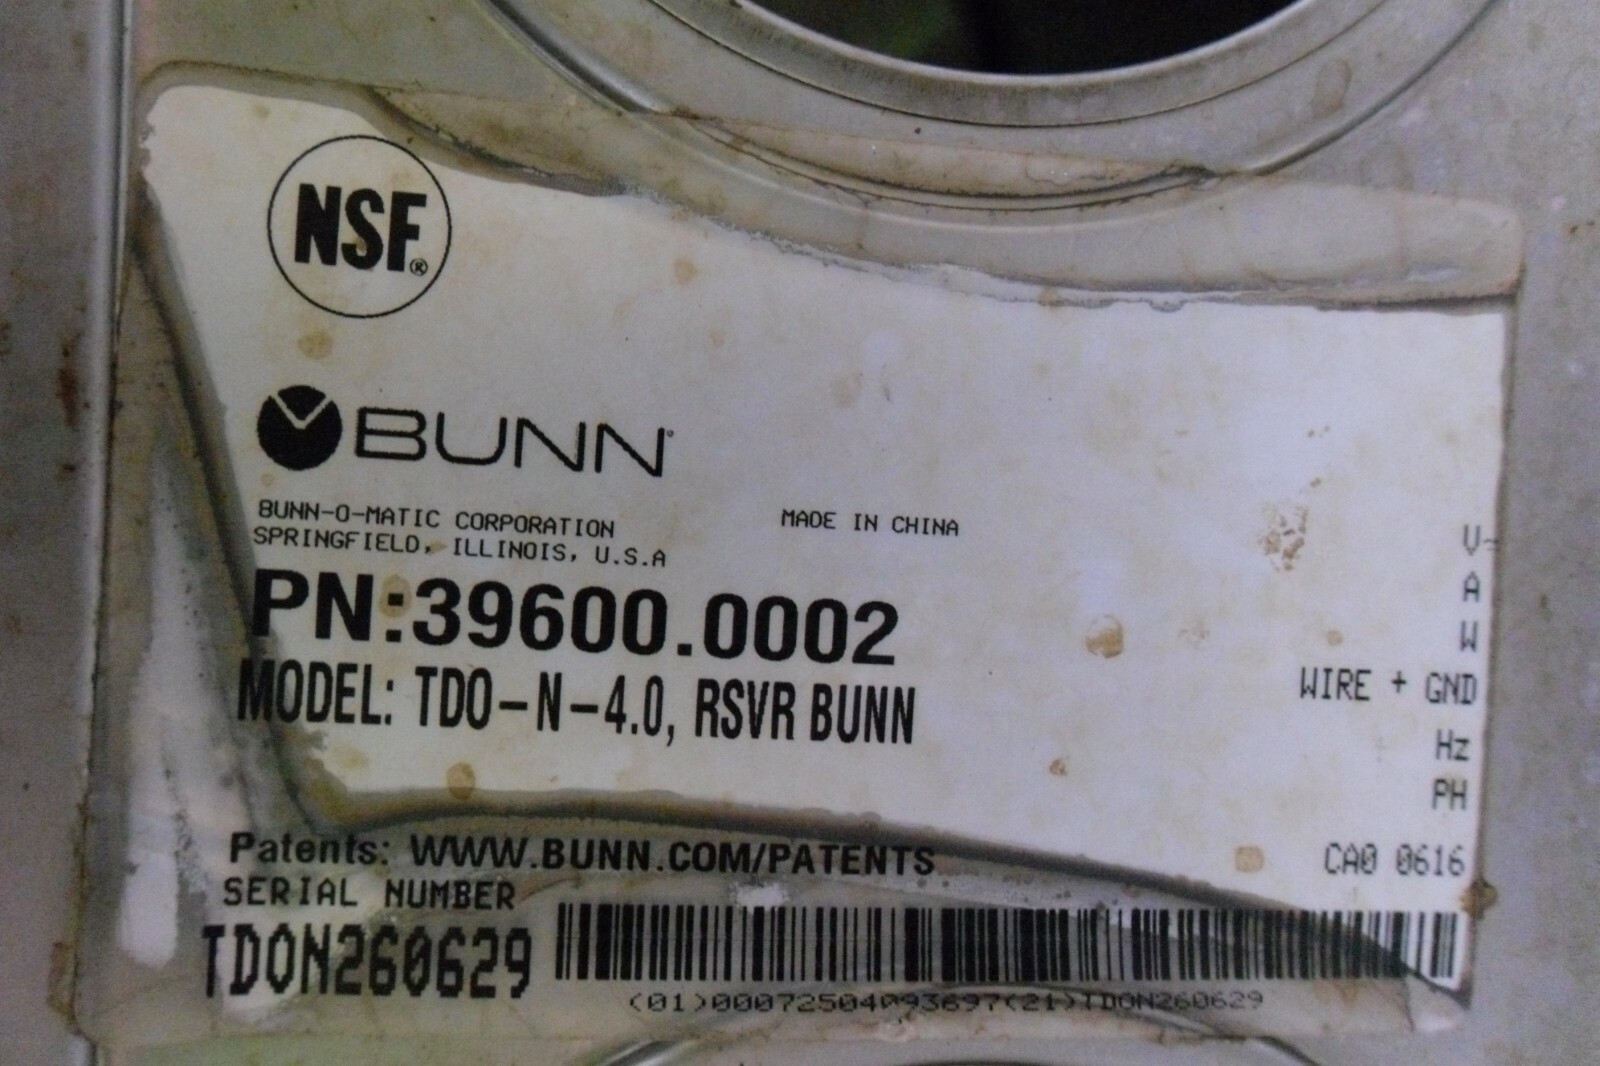 NSF®
BUNN®
BUNN-O-MATIC CORPORATION
SPRINGFIELD, ILLINOIS, U.S.A
MADE IN CHINA
PN:39600.0002
MODEL: TDO-N-4.0, RSVR BUNN
V~
A
W
WIRE + GND
Hz
PH
CA0 0616
Patents: WWW.BUNN.COM/PATENTS
SERIAL NUMBER
TDON260629
(01)00072504093697(21)TDON260629